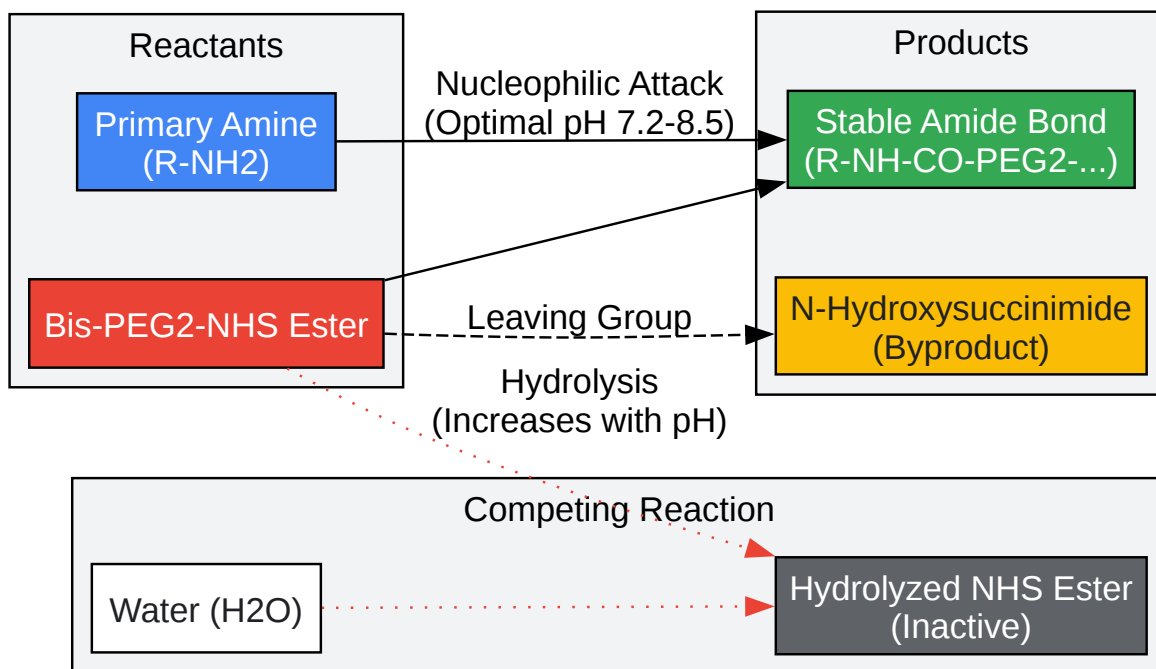 Reactants
Products
Nucleophilic Attack
(Optimal pH 7.2-8.5)
Primary Amine
(R-NH2)
Stable Amide Bond
(R-NH-CO-PEG2-...)
Bis-PEG2-NHS Ester
Leaving Group
N-Hydroxysuccinimide
(Byproduct)
Hydrolysis
(Increases with pH)
Competing Reaction
Water (H2O)
Hydrolyzed NHS Ester
(Inactive)